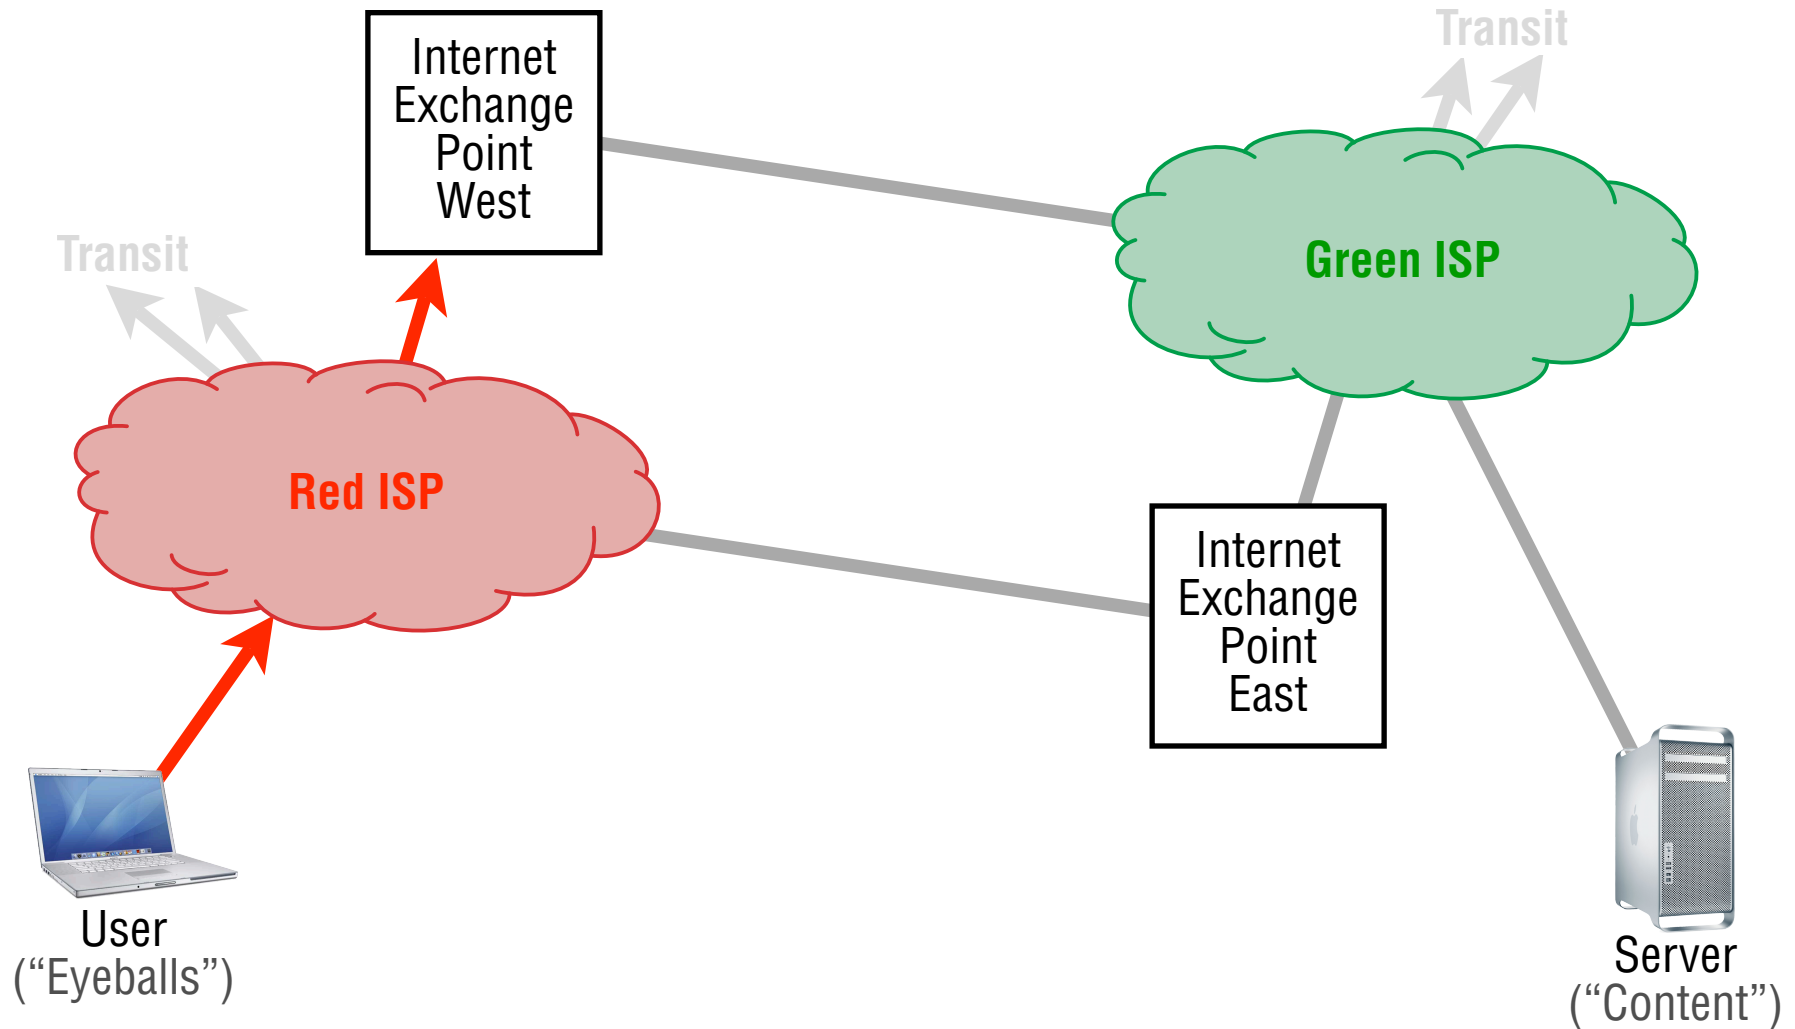 Transit
Internet
Exchange
Point
West
Transit
Green ISP
Red ISP
Internet
Exchange
Point
East
User
(“Eyeballs”)
Server
(“Content”)